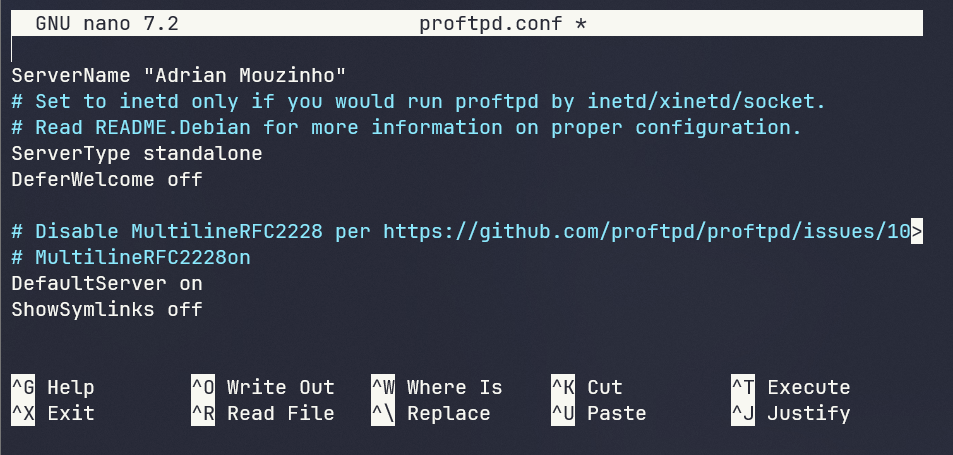 GNU nano 7.2 proftpd.conf *
ServerName "Adrian Mouzinho"
# Set to inetd only if you would run proftpd by inetd/xinetd/socket.
# Read README.Debian for more information on proper configuration.
ServerType standalone
DeferWelcome off
# Disable MultilineRFC2228 per https://github.com/proftpd/proftpd/issues/10>
# MultilineRFC2228on
DefaultServer on
ShowSymlinks off
^G Help ^O Write Out ^W Where Is ^K Cut ^T Execute
^X Exit ^R Read File ^\ Replace ^U Paste ^J Justify